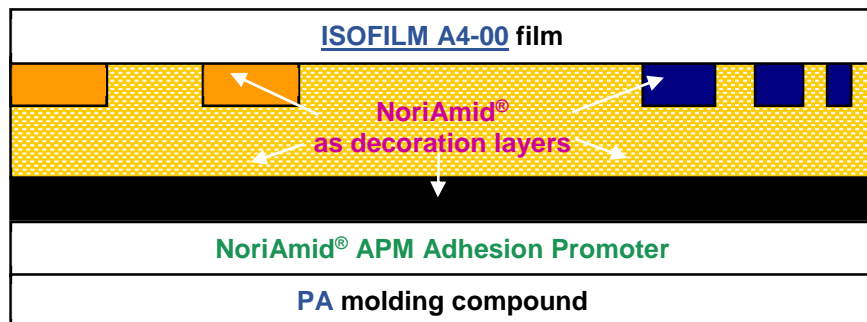 ISOFILM A4-00 film
NoriAmid®
as decoration layers
NoriAmid® APM Adhesion Promoter
PA molding compound